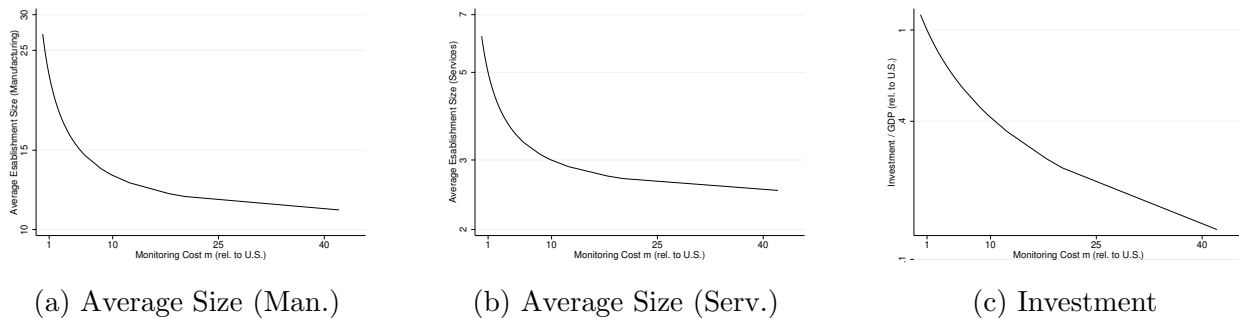 Average Esablishment Size (Manufacturing)
30
25
15
10
1
10
25
40
Monitoring Cost m (rel. to U.S.)
(a) Average Size (Man.)
Average Esablishment Size (Services)
7
5
3
2
1
10
25
40
Monitoring Cost m (rel. to U.S.)
(b) Average Size (Serv.)
Investment / GDP (rel. to U.S.)
1
.4
.1
1
10
25
40
Monitoring Cost m (rel. to U.S.)
(c) Investment